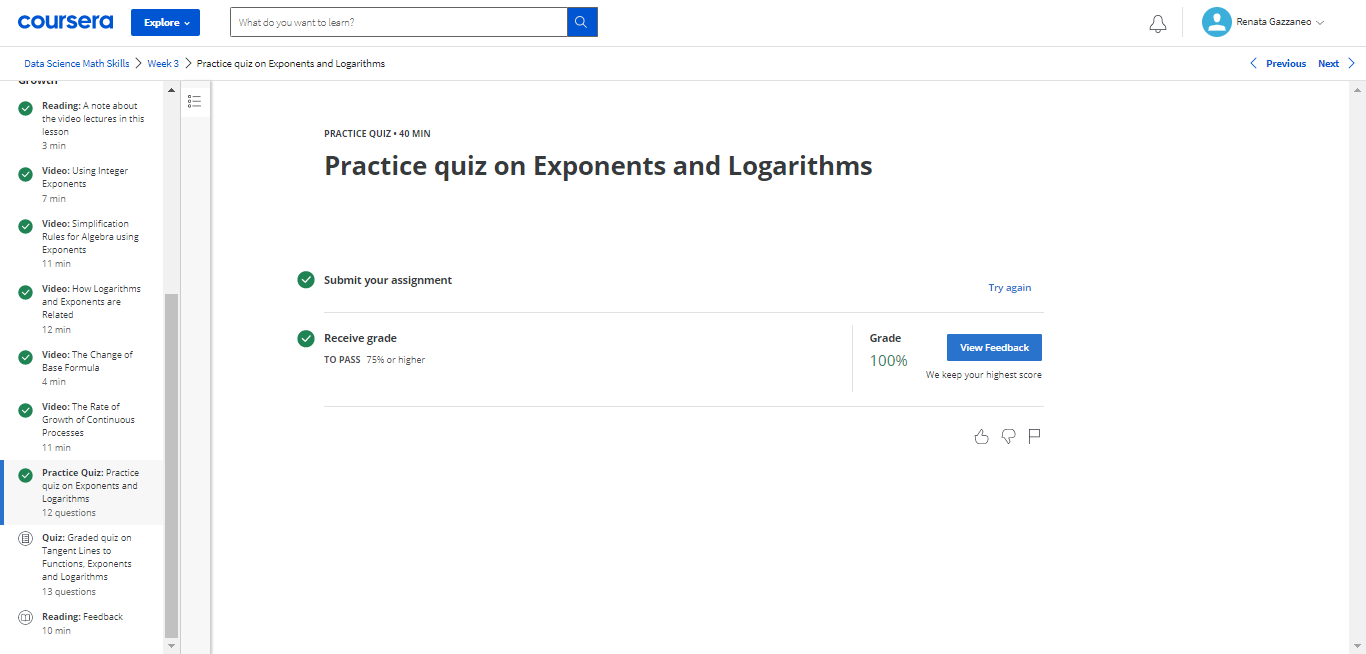 coursera
Explore
What do you want to learn?
Renata Gazzaneo
Data Science Math Skills
Week 3
Practice quiz on Exponents and Logarithms
Previous
Next
Growth
Reading: A note about
the video lectures in this
lesson
3 min
Video: Using Integer
Exponents
7 min
Video: Simplification
Rules for Algebra using
Exponents
11 min
Video: How Logarithms
and Exponents are
Related
12 min
Video: The Change of
Base Formula
4 min
Video: The Rate of
Growth of Continuous
Processes
11 min
Practice Quiz: Practice
quiz on Exponents and
Logarithms
12 questions
Quiz: Graded quiz on
Tangent Lines to
Functions, Exponents
and Logarithms
13 questions
Reading: Feedback
10 min
PRACTICE QUIZ • 40 MIN
Practice quiz on Exponents and Logarithms
Submit your assignment
Try again
Receive grade
TO PASS 75% or higher
Grade
100%
View Feedback
We keep your highest score